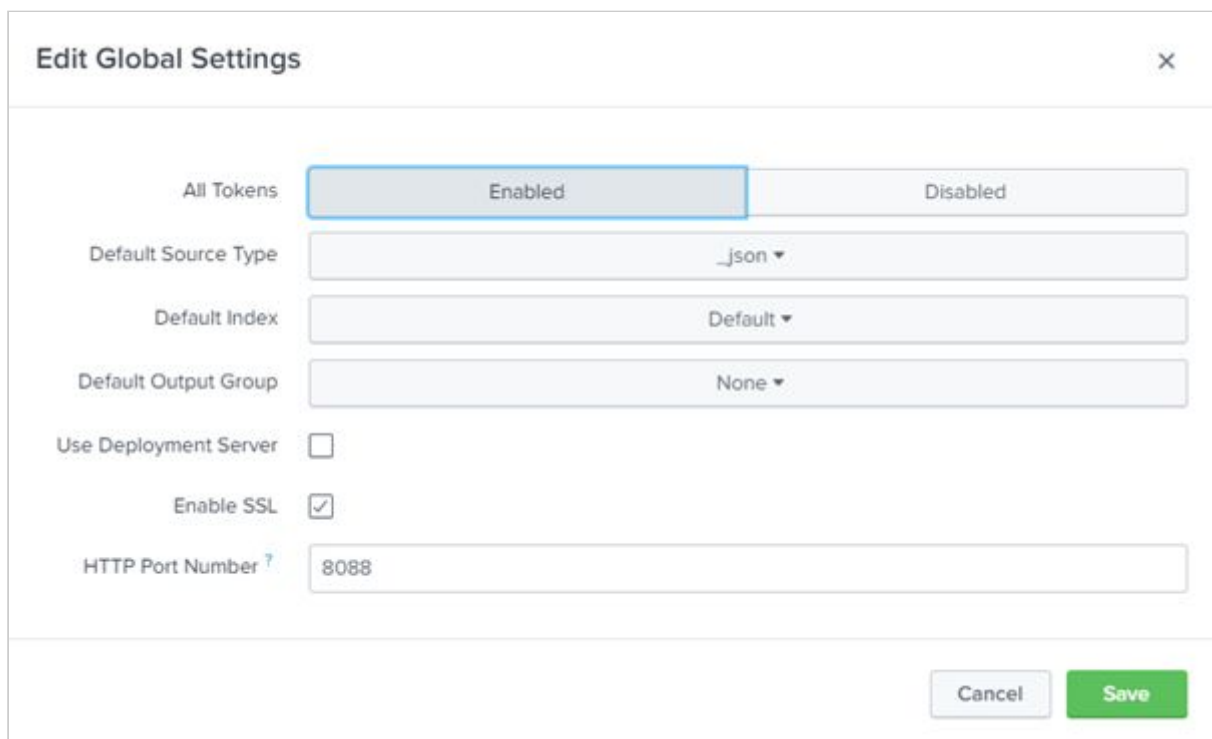 Edit Global Settings ×
All Tokens Enabled Disabled
Default Source Type _json
Default Index Default
Default Output Group None
Use Deployment Server
Enable SSL
HTTP Port Number ? 8088
Cancel Save